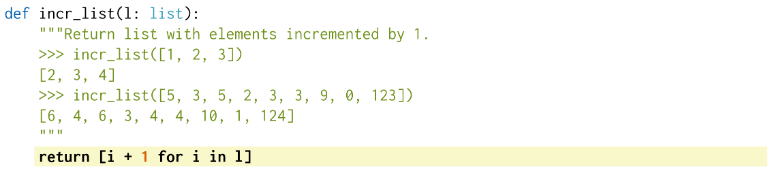 def incr_list(l: list):
    """Return list with elements incremented by 1.
    >>> incr_list([1, 2, 3])
    [2, 3, 4]
    >>> incr_list([5, 3, 5, 2, 3, 3, 9, 0, 123])
    [6, 4, 6, 3, 4, 4, 10, 1, 124]
    """
    return [i + 1 for i in l]